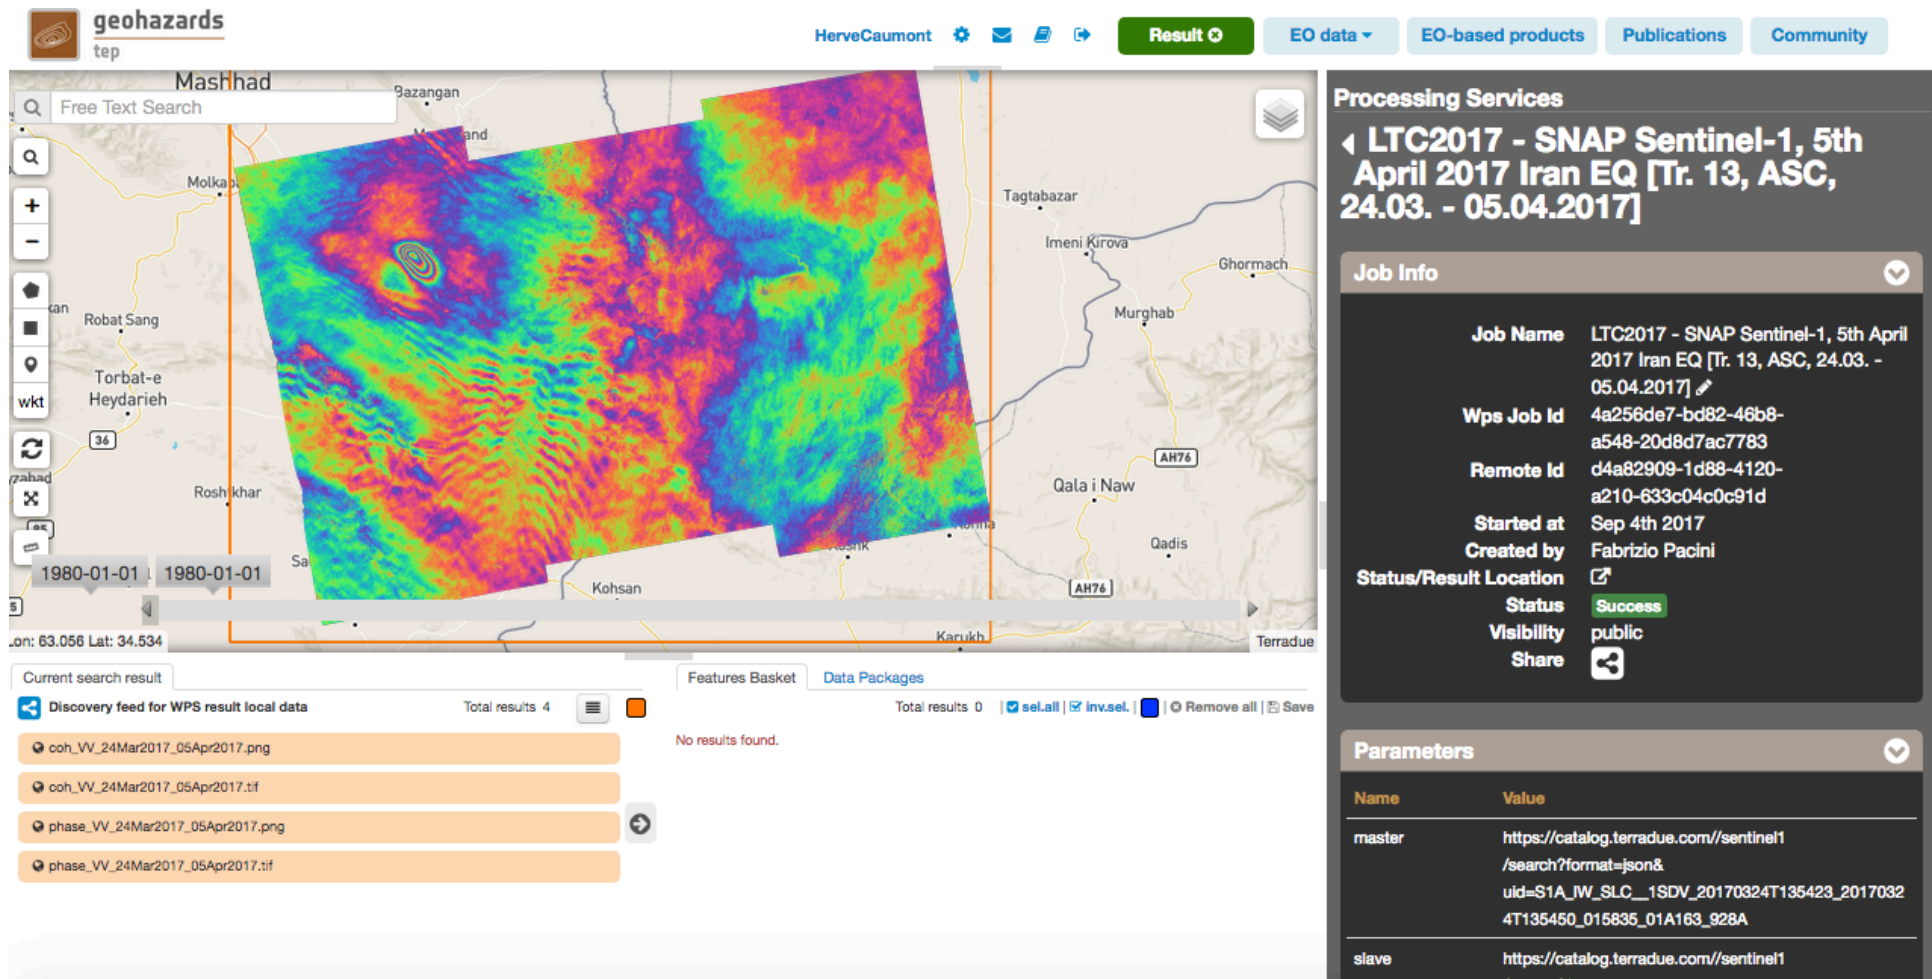 geohazards
tep
HerveCaumont
Result
EO data
EO-based products
Publications
Community
Mashhad
Free Text Search
Bazangan
Molkab
Tagtabazar
Imeni Kirova
Ghormach
Robat Sang
Murghab
Torbat-e
Heydarieh
wkt
36
AH76
Roshtkhar
Qala i Naw
Qadis
1980-01-01
1980-01-01
Kohsan
AH76
Karukh
Lon: 63.056 Lat: 34.534
Terradue
Processing Services
LTC2017 - SNAP Sentinel-1, 5th
April 2017 Iran EQ [Tr. 13, ASC,
24.03. - 05.04.2017]
Job Info
Job Name LTC2017 - SNAP Sentinel-1, 5th April
2017 Iran EQ [Tr. 13, ASC, 24.03. -
05.04.2017]
Wps Job Id 4a256de7-bd82-46b8-
a548-20d8d7ac7783
Remote Id d4a82909-1d88-4120-
a210-633c04c0c91d
Started at Sep 4th 2017
Created by Fabrizio Pacini
Status/Result Location
Status Success
Visibility public
Share
Parameters
Name Value
master https://catalog.terradue.com//sentinel1
/search?format=json&
uid=S1A_IW_SLC__1SDV_20170324T135423_2017032
4T135450_015835_01A163_928A
slave https://catalog.terradue.com//sentinel1
Current search result
Discovery feed for WPS result local data Total results 4
coh_VV_24Mar2017_05Apr2017.png
coh_VV_24Mar2017_05Apr2017.tif
phase_VV_24Mar2017_05Apr2017.png
phase_VV_24Mar2017_05Apr2017.tif
Features Basket
Data Packages
Total results 0 | sel.all | inv.sel. | | Remove all | Save
No results found.